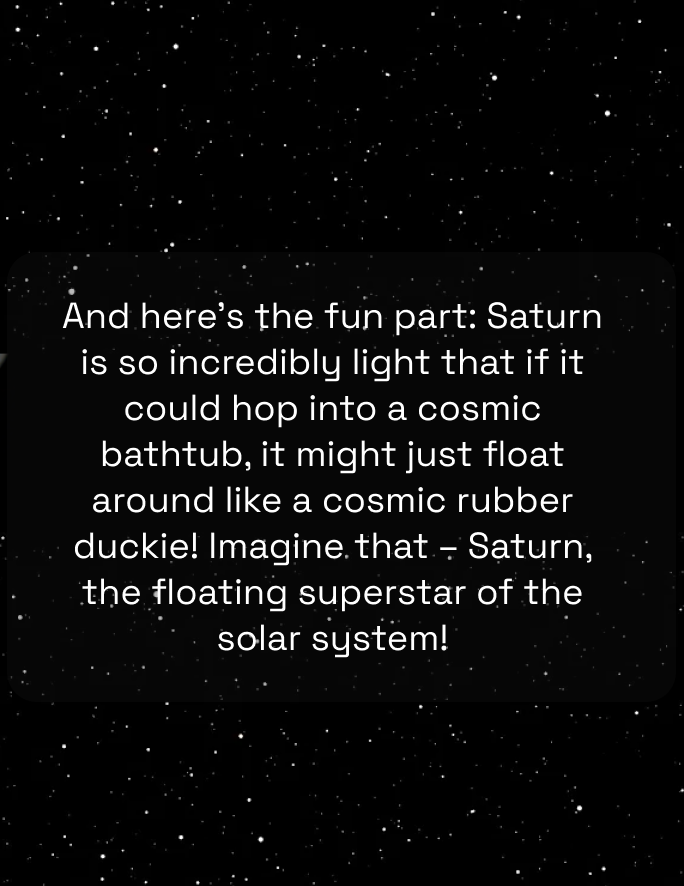 And here’s the fun part: Saturn
is so incredibly light that if it
could hop into a cosmic
bathtub, it might just float
around like a cosmic rubber
duckie! Imagine that – Saturn,
the floating superstar of the
solar system!